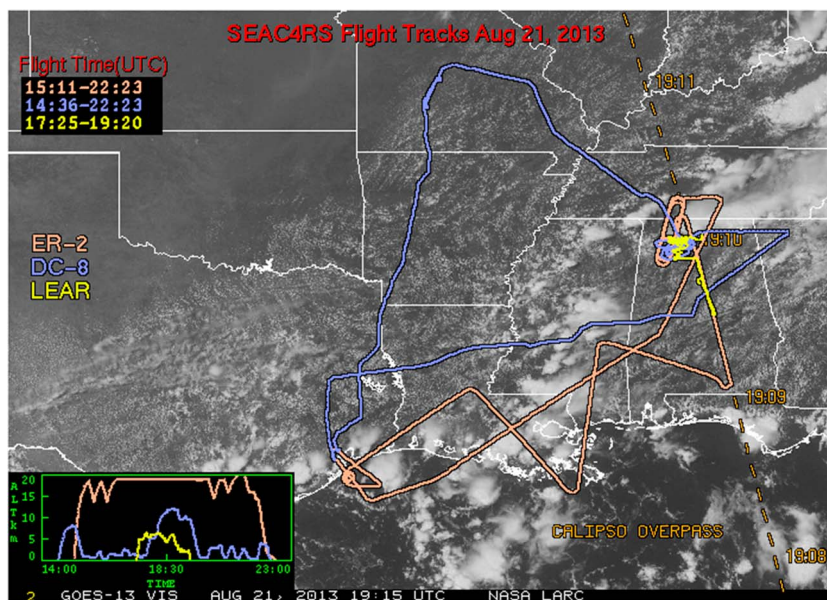 SEAC4RS Flight Tracks Aug 21, 2013
Flight Time(UTC)
15:11-22:23
14:36-22:23
17:25-19:20
19:11
ER-2
DC-8
LEAR
19:10
19:09
CALIPSO OVERPASS
19:08
ALTkm
20
15
10
5
0
14:00 18:30 23:00
TIME
2 GOES-13 VIS AUG 21, 2013 19:15 UTC NASA LARC